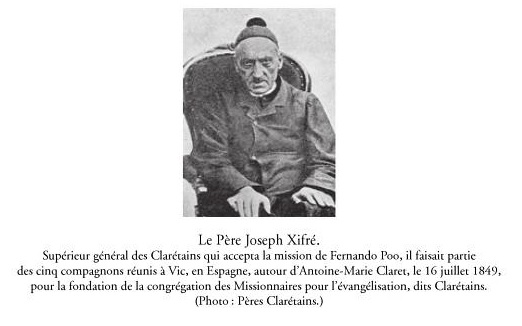 Le Père Joseph Xifré.
Supérieur général des Clarétains qui accepta la mission de Fernando Poo, il faisait partie
des cinq compagnons réunis à Vic, en Espagne, autour d'Antoine-Marie Claret, le 16 juillet 1849,
pour la fondation de la congrégation des Missionnaires pour l'évangélisation, dits Clarétains.
(Photo : Pères Clarétains.)